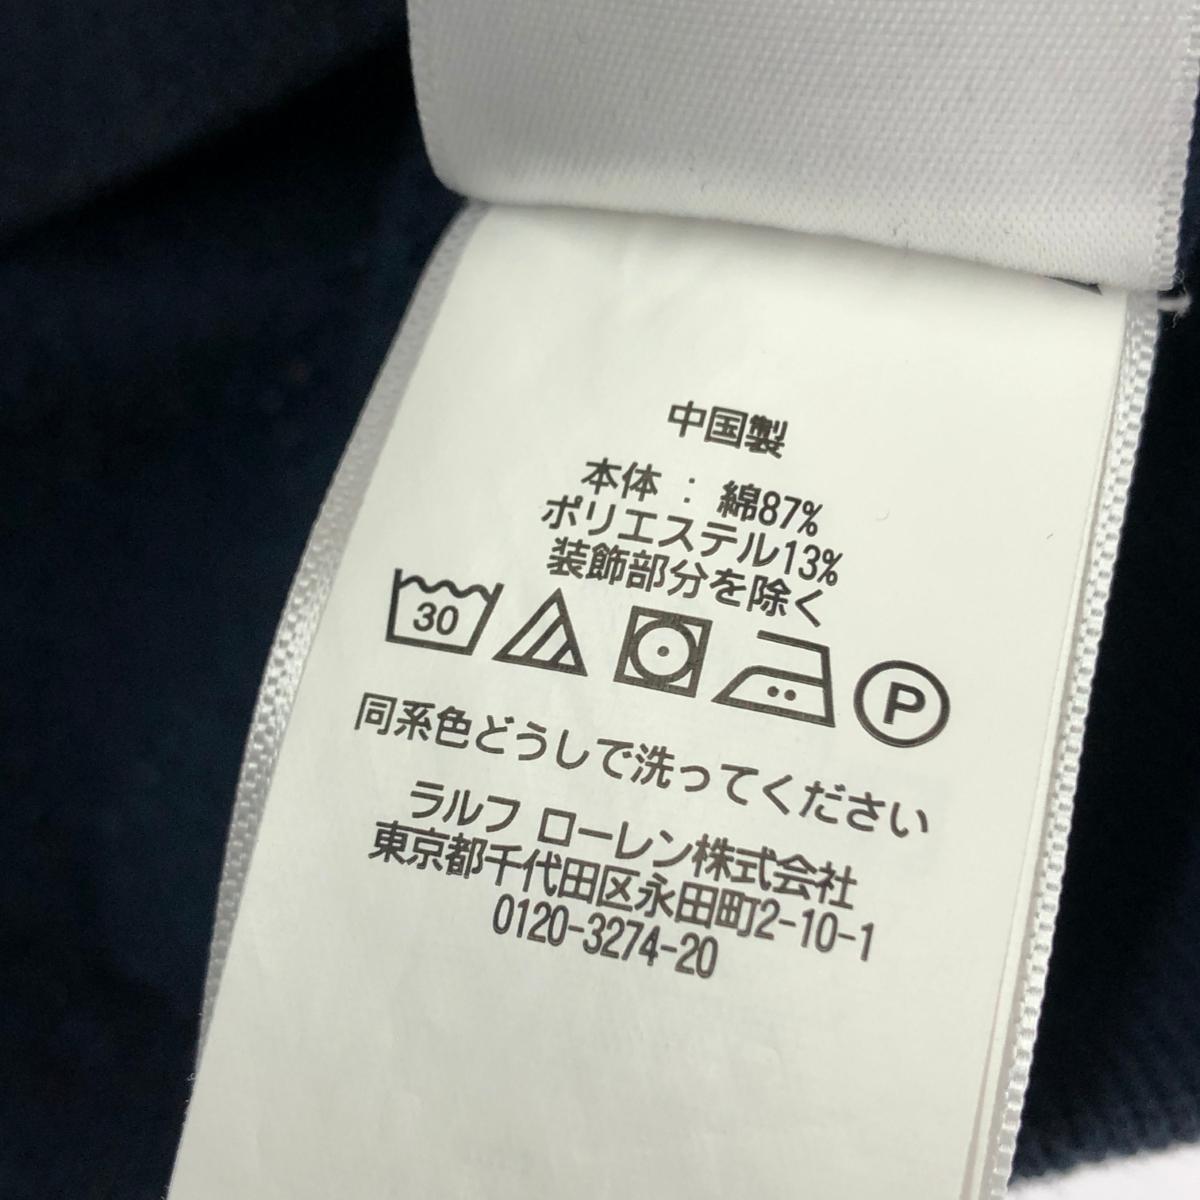 中国製
本体 : 綿87%
ポリエステル13%
装飾部分を除く
30 P
同系色どうしで洗ってください
ラルフ ローレン株式会社
東京都千代田区永田町2-10-1
0120-3274-20